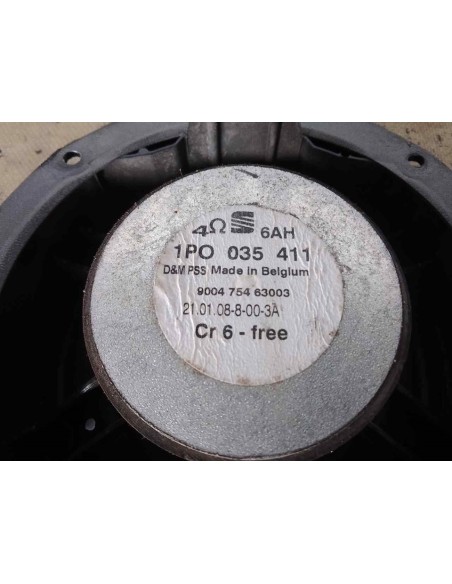 4Ω 6AH
1PO 035 411
D&M PSS Made in Belgium
9004 754 63003
21.01.08-8-00-3A
Cr 6 - free